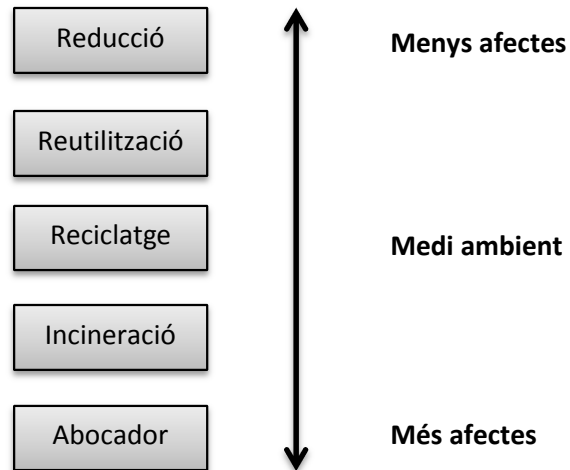 Reducció
Menys afectes
Reutilització
Reciclatge
Medi ambient
Incineració
Abocador
Més afectes